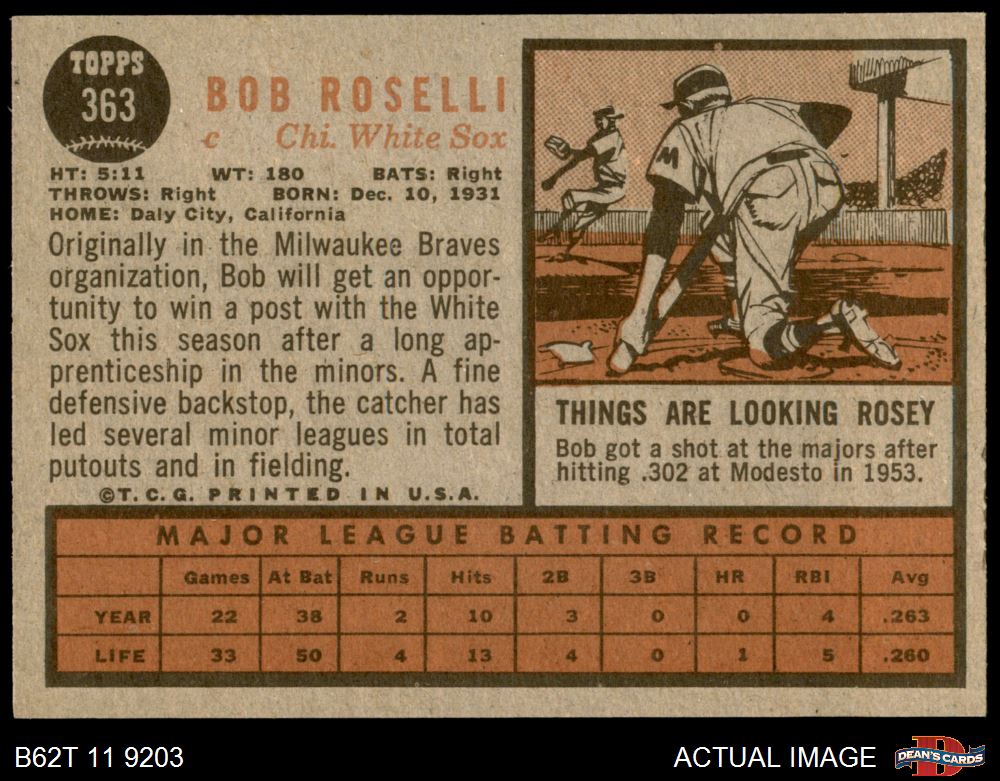 TOPPS
363
BOB ROSELLI
c Chi. White Sox
HT: 5:11 WT: 180 BATS: Right
THROWS: Right BORN: Dec. 10, 1931
HOME: Daly City, California
Originally in the Milwaukee Braves
organization, Bob will get an oppor-
tunity to win a post with the White
Sox this season after a long ap-
prenticeship in the minors. A fine
defensive backstop, the catcher has
led several minor leagues in total
putouts and in fielding.
©T.C.G. PRINTED IN U.S.A.
M
THINGS ARE LOOKING ROSEY
Bob got a shot at the majors after
hitting .302 at Modesto in 1953.
MAJOR LEAGUE BATTING RECORD
Games At Bat Runs Hits 2B 3B HR RBI Avg
YEAR 22 38 2 10 3 0 0 4 .263
LIFE 33 50 4 13 4 0 1 5 .260
B62T 11 9203
ACTUAL IMAGE
D
DEAN'S CARDS